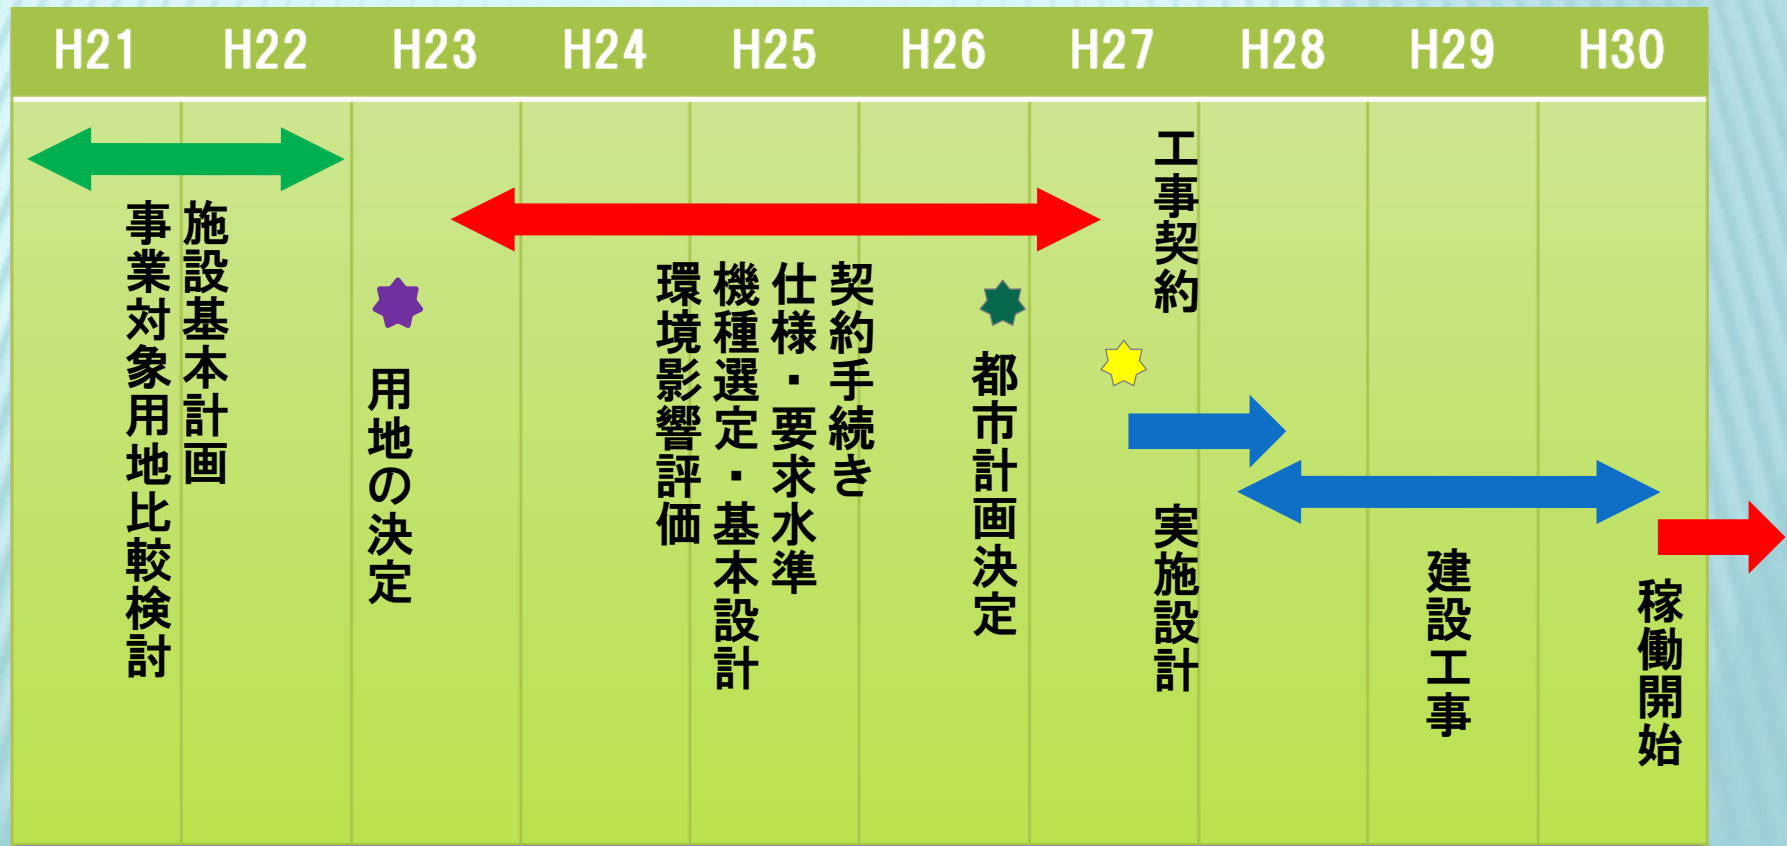 H21 H22 H23 H24 H25 H26 H27 H28 H29 H30
施設基本計画
事業対象用地比較検討
用地の決定
契約手続き
仕様・要求水準
機種選定・基本設計
環境影響評価
都市計画決定
工事契約
実施設計
建設工事
稼働開始